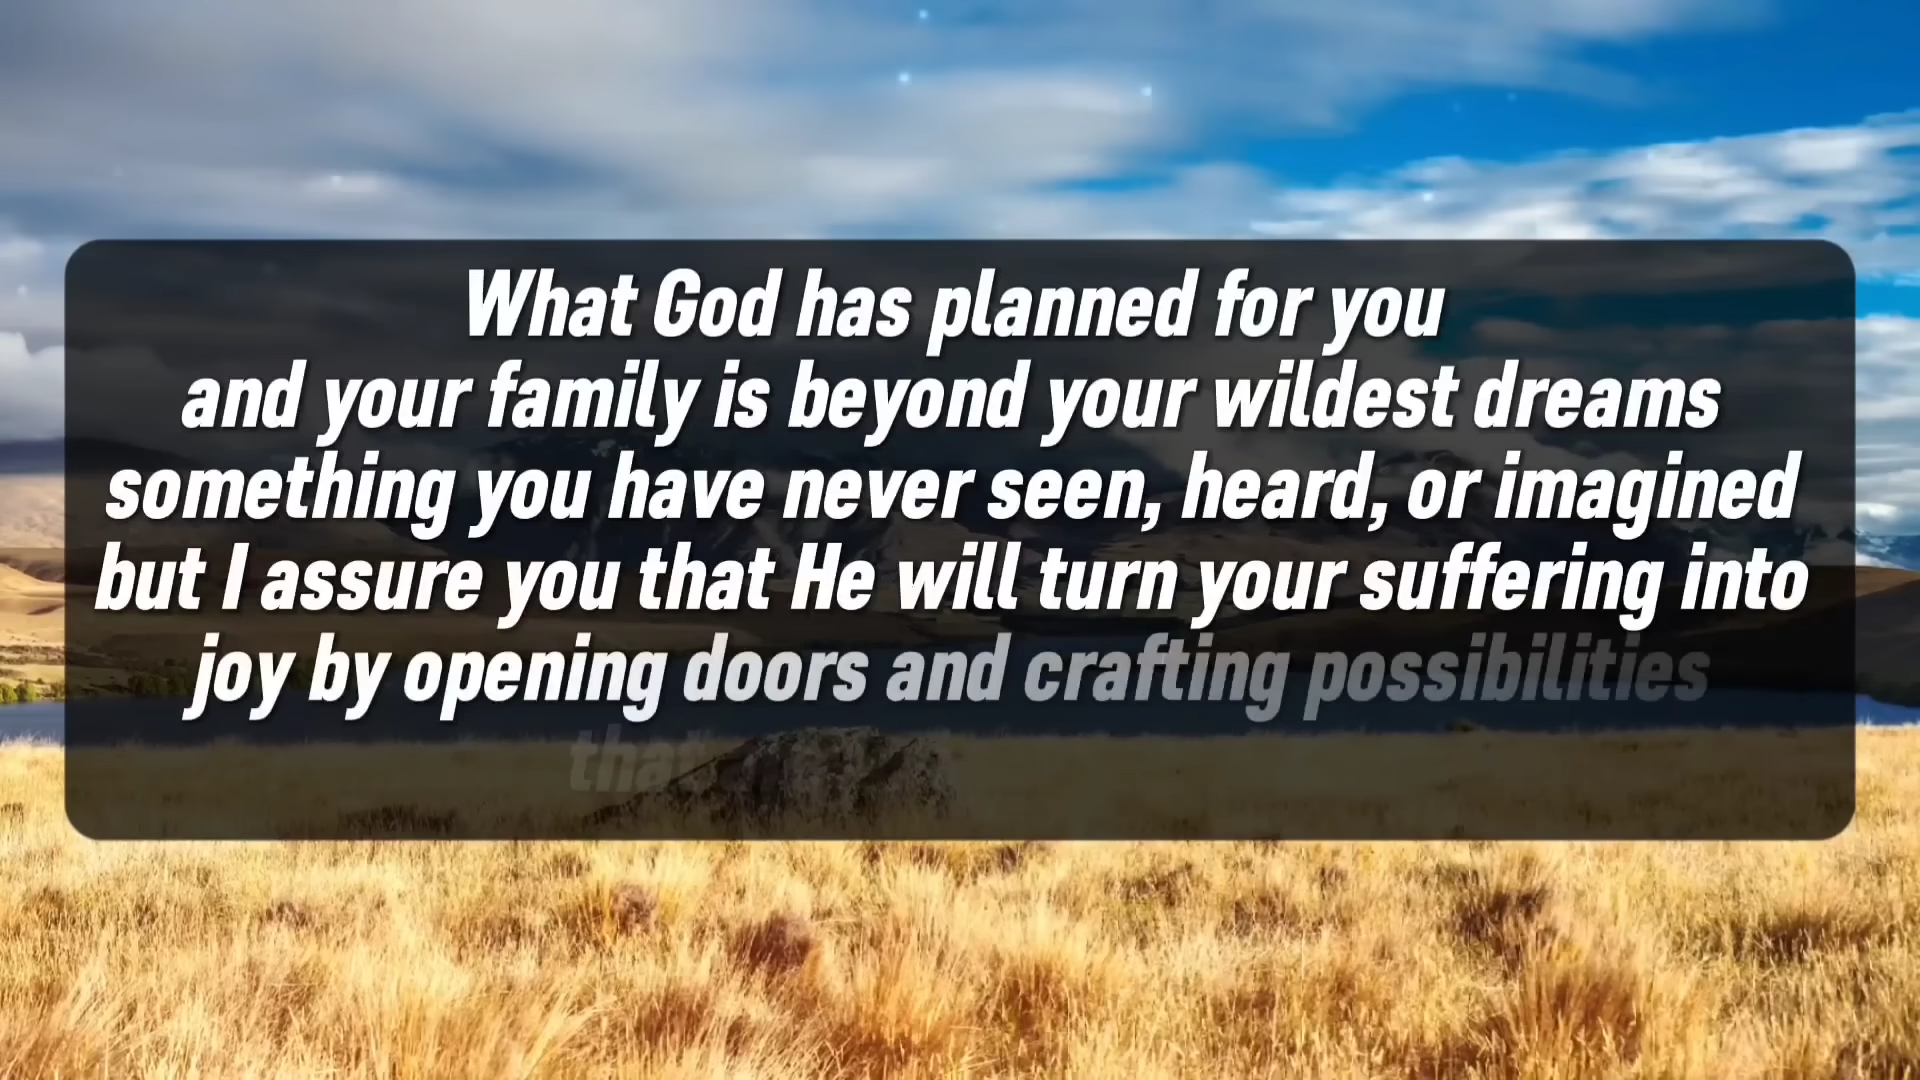 What God has planned for you
and your family is beyond your wildest dreams
something you have never seen, heard, or imagined
but I assure you that He will turn your suffering into
joy by opening doors and crafting possibilities
that